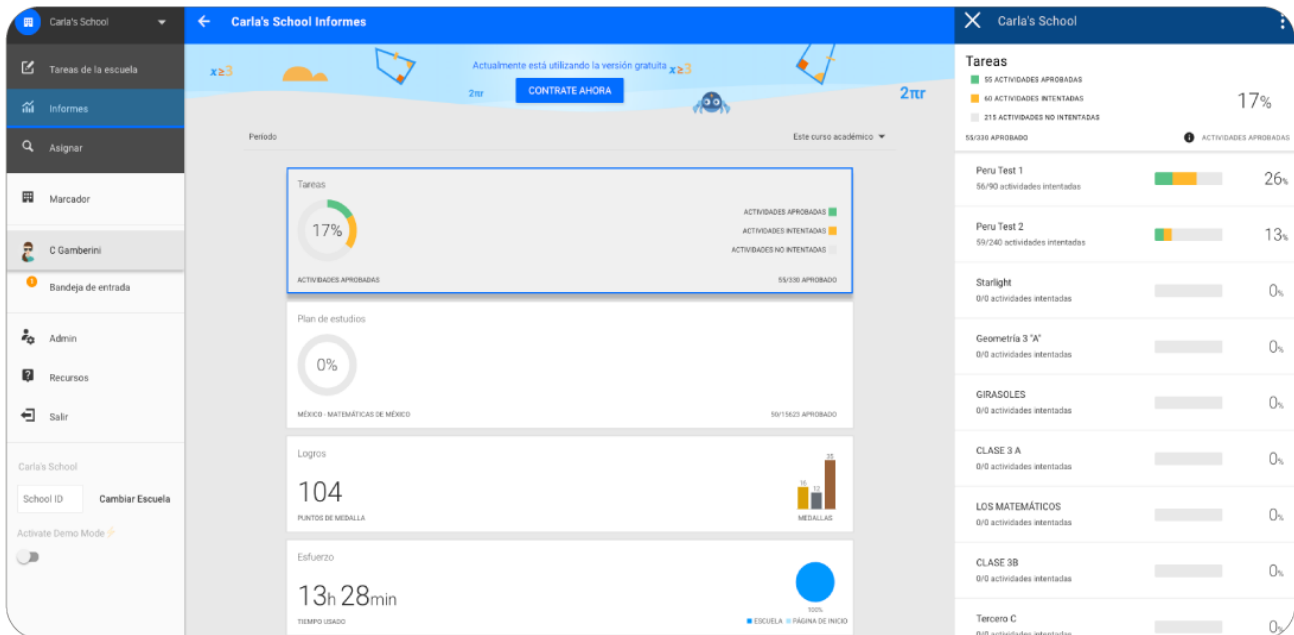 Carla's School
Tareas de la escuela
Informes
Asignar
Marcador
C Gamberini
1
Bandeja de entrada
Admin
Recursos
Salir
Carla's School
School ID
Cambiar Escuela
Activate Demo Mode
Carla's School Informes
x≥3
Actualmente está utilizando la versión gratuita
x≥3
2πr
CONTRATE AHORA
2πr
Período
Este curso académico
Tareas
17%
ACTIVIDADES APROBADAS
ACTIVIDADES INTENTADAS
ACTIVIDADES NO INTENTADAS
ACTIVIDADES APROBADAS
55/330 APROBADO
Plan de estudios
0%
MÉXICO - MATEMÁTICAS DE MÉXICO
50/15623 APROBADO
Logros
104
PUNTOS DE MEDALLA
16
12
35
MEDALLAS
Esfuerzo
13h 28min
TIEMPO USADO
100%
ESCUELA
PÁGINA DE INICIO
Carla's School
Tareas
55 ACTIVIDADES APROBADAS
60 ACTIVIDADES INTENTADAS
215 ACTIVIDADES NO INTENTADAS
17%
55/330 APROBADO
ACTIVIDADES APROBADAS
Peru Test 1
56/90 actividades intentadas
26%
Peru Test 2
59/240 actividades intentadas
13%
Starlight
0/0 actividades intentadas
0%
Geometría 3 "A"
0/0 actividades intentadas
0%
GIRASOLES
0/0 actividades intentadas
0%
CLASE 3 A
0/0 actividades intentadas
0%
LOS MATEMÁTICOS
0/0 actividades intentadas
0%
CLASE 3B
0/0 actividades intentadas
0%
Tercero C
0/0 actividades intentadas
0%